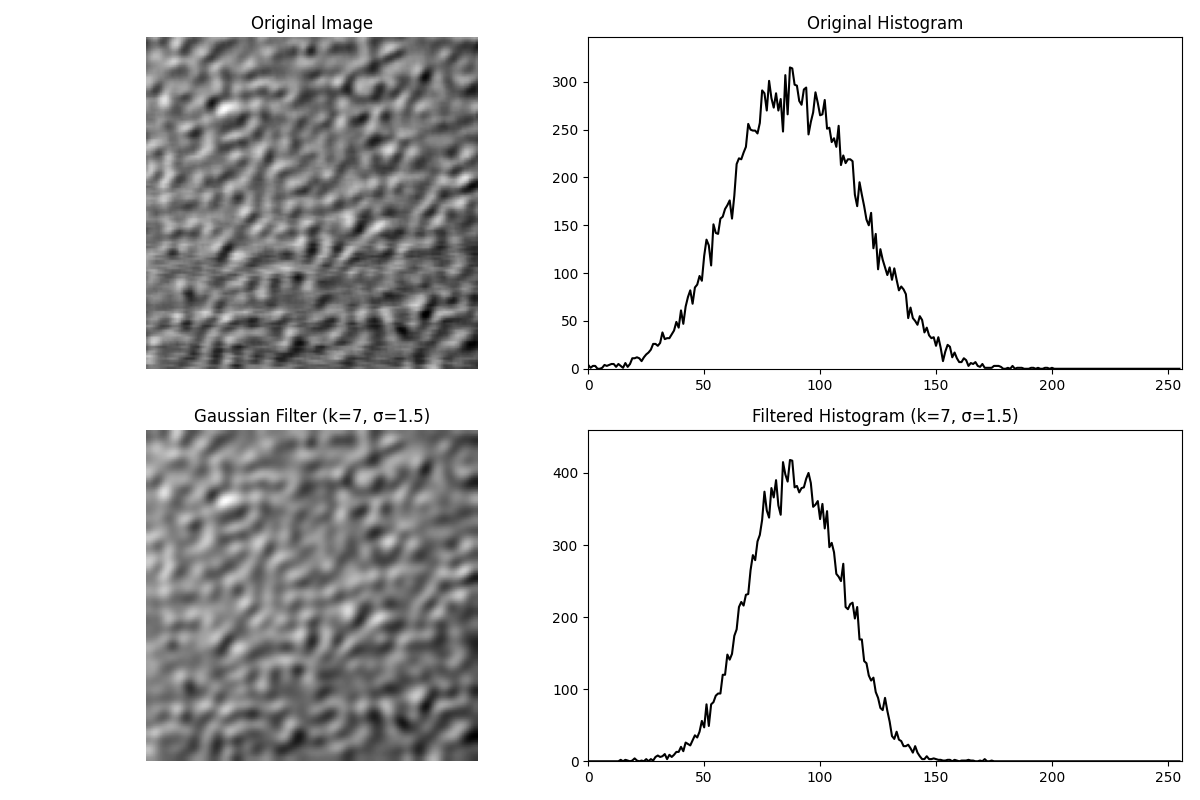 Original Image
Original Histogram
300
250
200
150
100
50
0
0 50 100 150 200 250
Gaussian Filter (k=7, σ=1.5)
Filtered Histogram (k=7, σ=1.5)
400
300
200
100
0
0 50 100 150 200 250